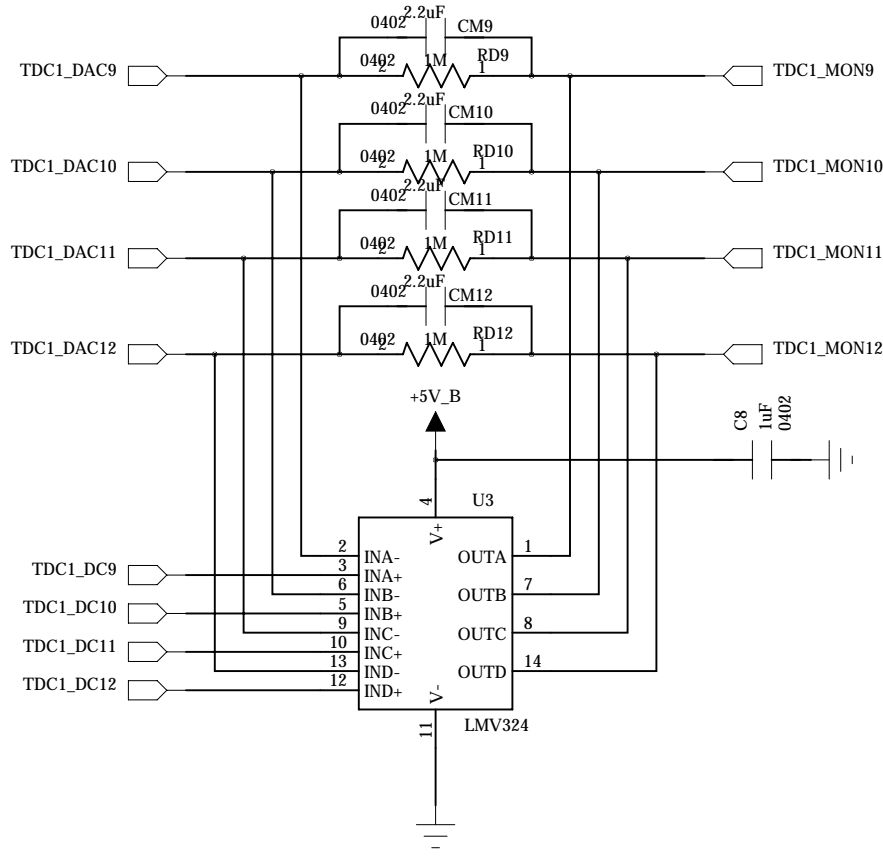 2.2uF
0402
CM9
TDC1_DAC9
0402
2
1M
RD9
1
TDC1_MON9
2.2uF
0402
CM10
TDC1_DAC10
0402
2
1M
RD10
1
TDC1_MON10
2.2uF
0402
CM11
TDC1_DAC11
0402
2
1M
RD11
1
TDC1_MON11
2.2uF
0402
CM12
TDC1_DAC12
0402
2
1M
RD12
1
TDC1_MON12
+5V_B
C8
1uF
0402
4
U3
V+
2
INA-
OUTA
1
TDC1_DC9
3
INA+
6
INB-
OUTB
7
TDC1_DC10
5
INB+
9
INC-
OUTC
8
TDC1_DC11
10
INC+
13
IND-
OUTD
14
TDC1_DC12
12
IND+
V-
11
LMV324